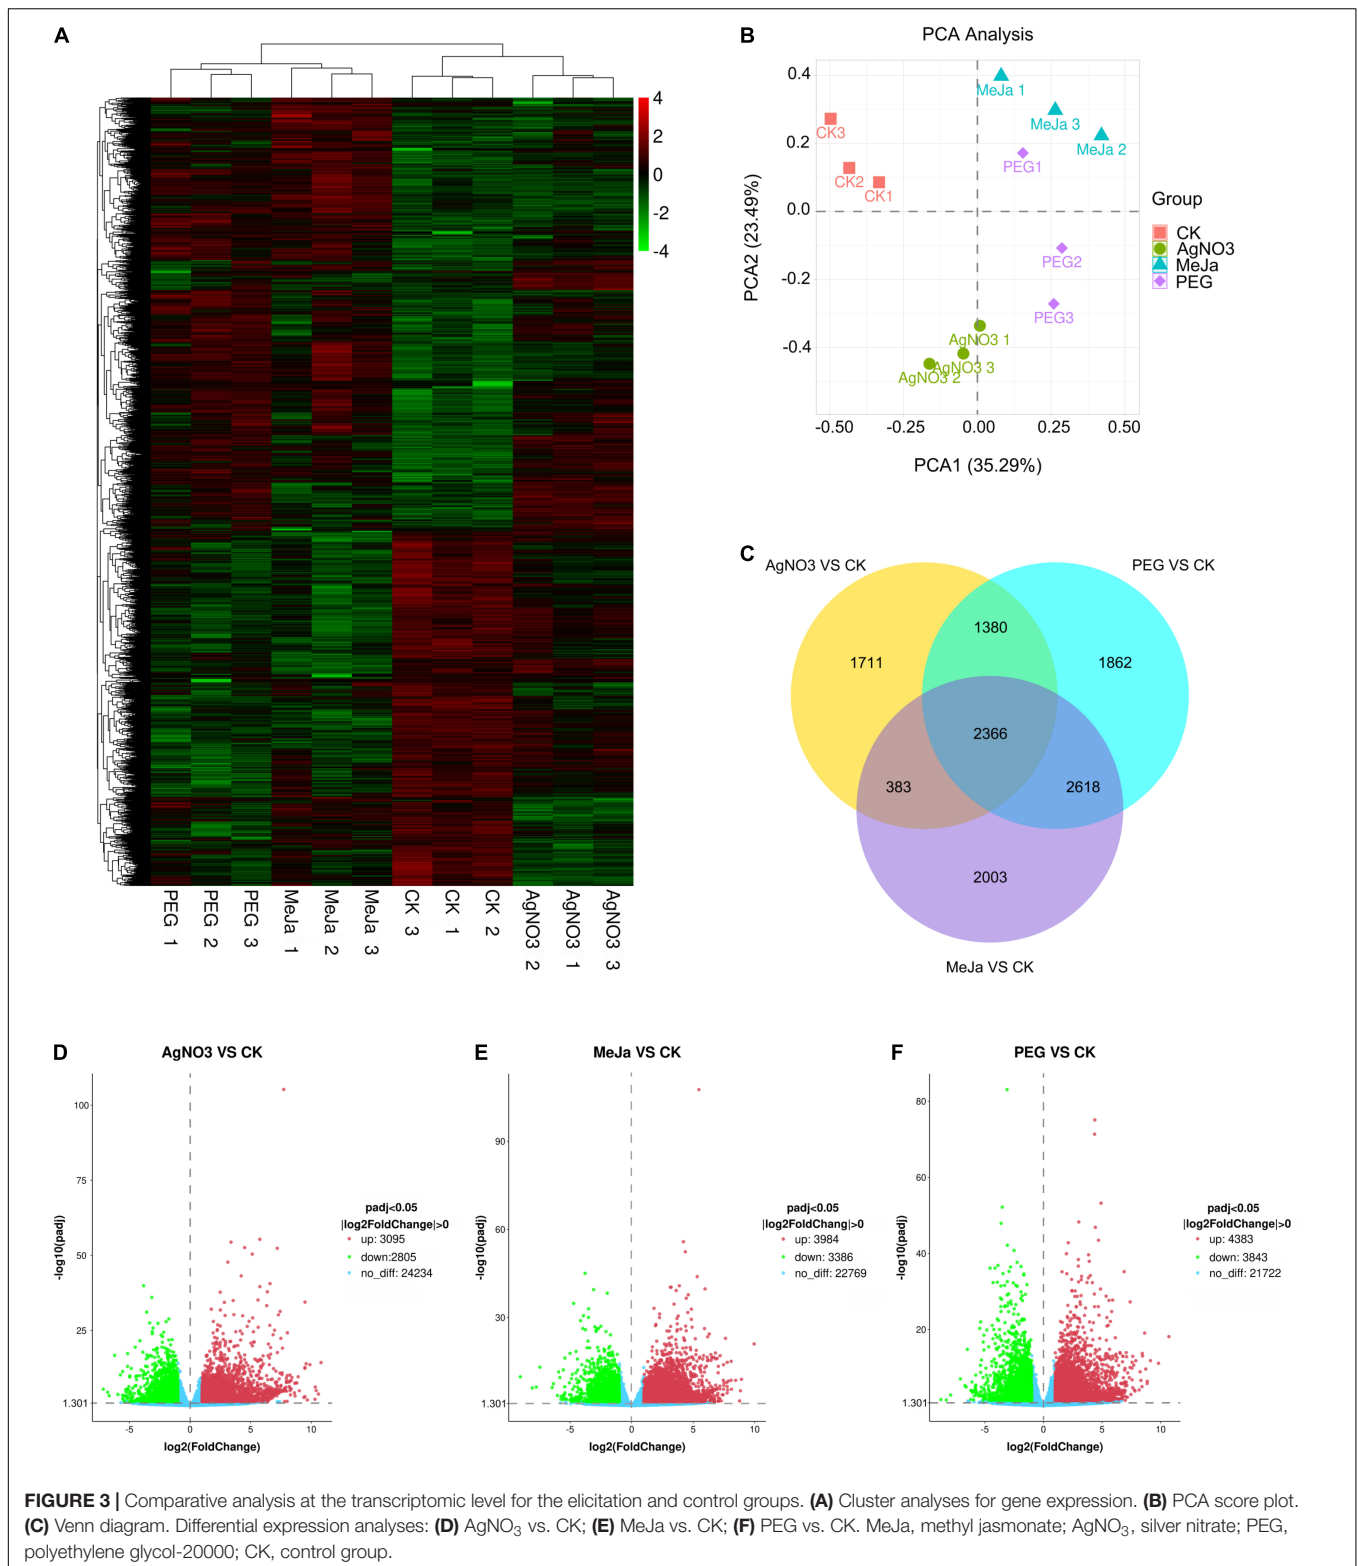 A
4
2
0
-2
-4
PEG 1
PEG 2
PEG 3
MeJa 1
MeJa 2
MeJa 3
CK 3
CK 1
CK 2
AgNO3 2
AgNO3 1
AgNO3 3
B
PCA Analysis
PCA2 (23.49%)
0.4
0.2
0.0
-0.2
-0.4
MeJa 1
MeJa 3
MeJa 2
CK3
CK2
CK1
PEG1
PEG2
PEG3
AgNO3 1
AgNO3 3
AgNO3 2
-0.50
-0.25
0.00
0.25
0.50
PCA1 (35.29%)
Group
CK
AgNO3
MeJa
PEG
C
AgNO3 VS CK
PEG VS CK
1380
1711
1862
2366
383
2618
2003
MeJa VS CK
D
AgNO3 VS CK
-log10(padj)
100
75
50
25
1.301
-5
0
5
10
log2(FoldChange)
padj<0.05
|log2FoldChange|>0
up: 3095
down:2805
no_diff: 24234
E
MeJa VS CK
-log10(padj)
90
60
30
1.301
-5
0
5
10
log2(FoldChange)
padj<0.05
|log2FoldChang|>0
up: 3984
down: 3386
no_diff: 22769
F
PEG VS CK
-log10(padj)
80
60
40
20
1.301
-5
0
5
10
log2(FoldChange)
padj<0.05
|log2FoldChange|>0
up: 4383
down: 3843
no_diff: 21722
FIGURE 3 | Comparative analysis at the transcriptomic level for the elicitation and control groups. (A) Cluster analyses for gene expression. (B) PCA score plot.
(C) Venn diagram. Differential expression analyses: (D) AgNO₃ vs. CK; (E) MeJa vs. CK; (F) PEG vs. CK. MeJa, methyl jasmonate; AgNO₃, silver nitrate; PEG,
polyethylene glycol-20000; CK, control group.